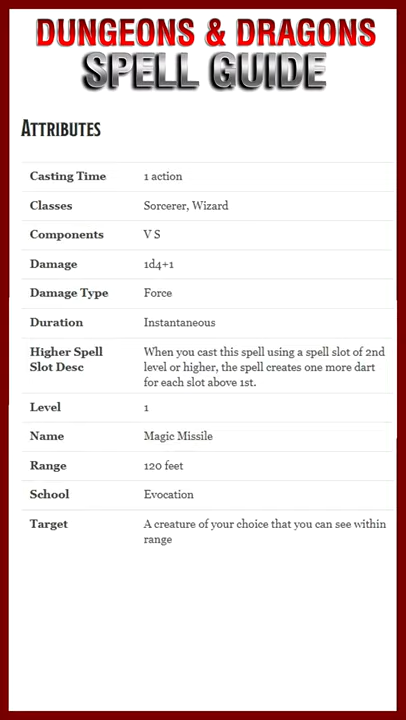 DUNGEONS & DRAGONS
SPELL GUIDE
ATTRIBUTES
Casting Time 1 action
Classes Sorcerer, Wizard
Components V S
Damage 1d4+1
Damage Type Force
Duration Instantaneous
Higher Spell When you cast this spell using a spell slot of 2nd
Slot Desc level or higher, the spell creates one more dart
for each slot above 1st.
Level 1
Name Magic Missile
Range 120 feet
School Evocation
Target A creature of your choice that you can see within
range